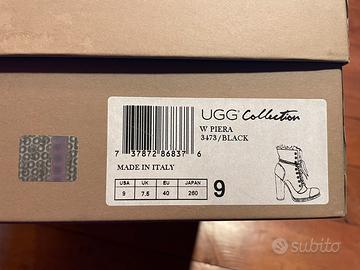 UGG Collection
W PIERA
3473/BLACK
7 37872 86837 6
MADE IN ITALY
USA UK EU JAPAN
9 7.5 40 260
9
subito